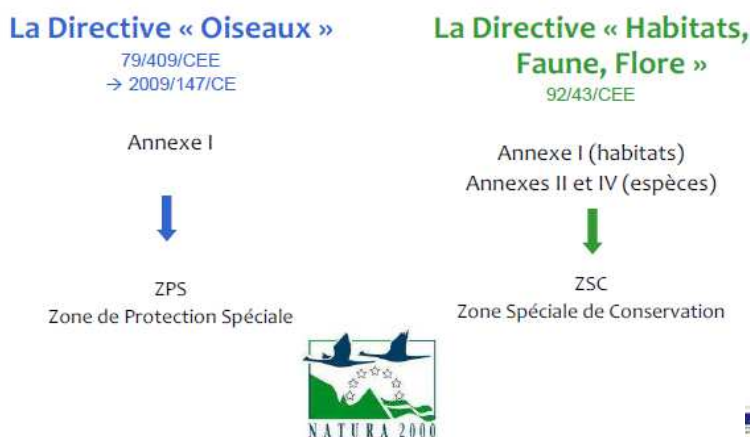 La Directive « Oiseaux »
79/409/CEE
→ 2009/147/CE
Annexe I
ZPS
Zone de Protection Spéciale
La Directive « Habitats,
Faune, Flore »
92/43/CEE
Annexe I (habitats)
Annexes II et IV (espèces)
ZSC
Zone Spéciale de Conservation
NATURA 2000